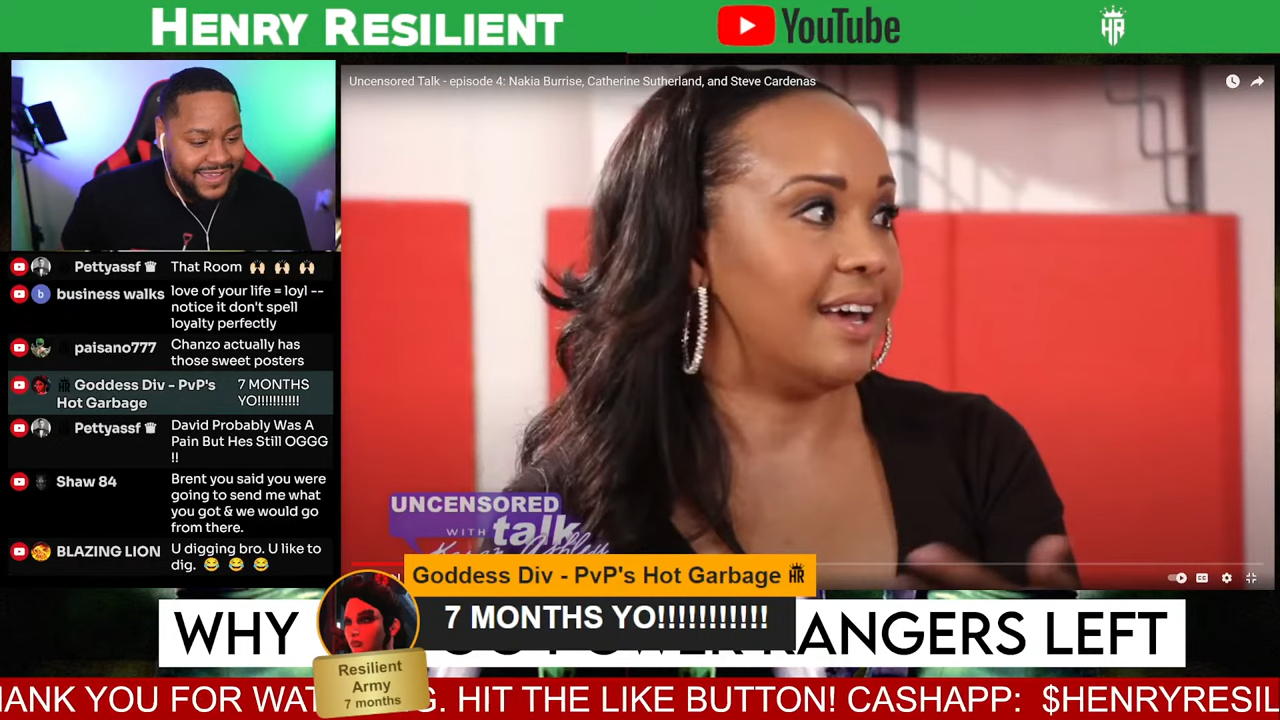 HENRY RESILIENT
YouTube
HR
Uncensored Talk - episode 4: Nakia Burrise, Catherine Sutherland, and Steve Cardenas
Pettyassf
That Room
business walks
love of your life = loyl --
notice it don't spell
loyalty perfectly
paisano777
Chanzo actually has
those sweet posters
Goddess Div - PvP's
Hot Garbage
7 MONTHS
YO!!!!!!!!!!!
Pettyassf
David Probably Was A
Pain But Hes Still OGGG
!!
Shaw 84
Brent you said you were
going to send me what
you got & we would go
from there.
BLAZING LION
U digging bro. U like to
dig.
UNCENSORED
WITH talk
Goddess Div - PvP's Hot Garbage HR
7 MONTHS YO!!!!!!!!!!!
Resilient
Army
7 months
WHY ANGERS LEFT
HANK YOU FOR WAT G. HIT THE LIKE BUTTON! CASHAPP: $HENRYRESIL